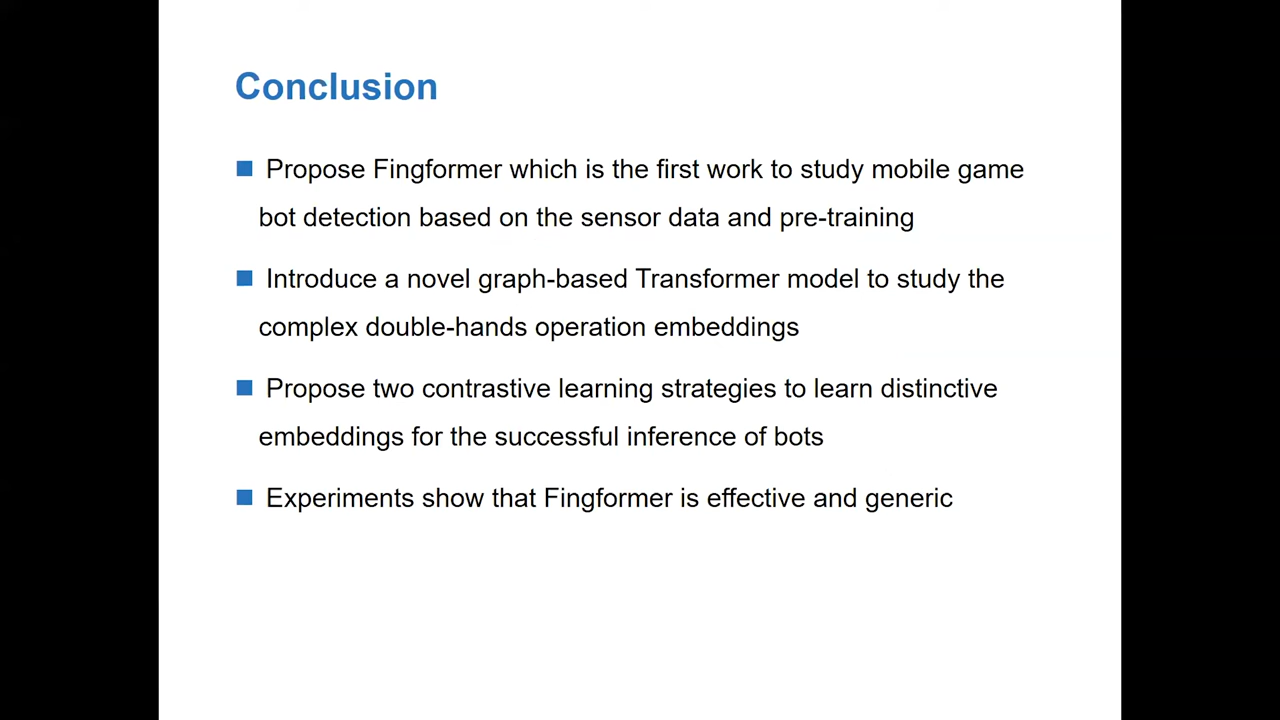 Conclusion
Propose Fingformer which is the first work to study mobile game
bot detection based on the sensor data and pre-training
Introduce a novel graph-based Transformer model to study the
complex double-hands operation embeddings
Propose two contrastive learning strategies to learn distinctive
embeddings for the successful inference of bots
Experiments show that Fingformer is effective and generic